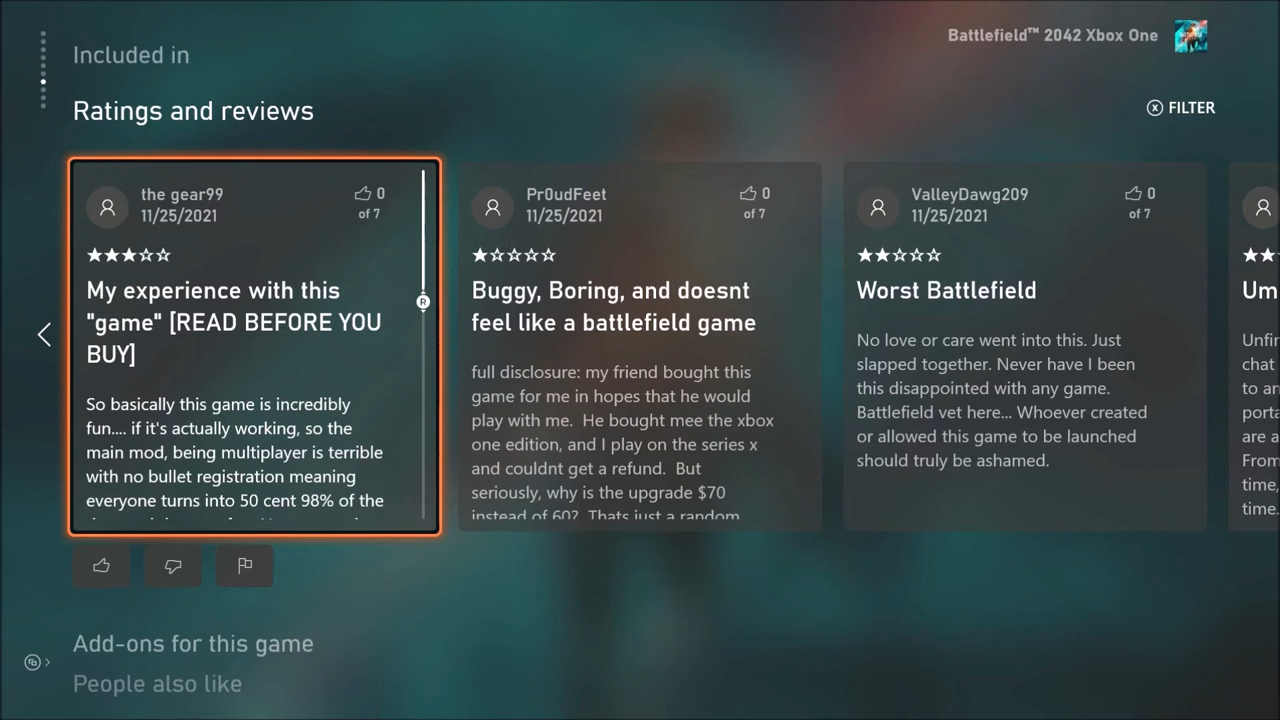 Included in
Battlefield™ 2042 Xbox One
Ratings and reviews
X FILTER
the gear99
11/25/2021
0
of 7
My experience with this
"game" [READ BEFORE YOU
BUY]
So basically this game is incredibly
fun.... if it's actually working, so the
main mod, being multiplayer is terrible
with no bullet registration meaning
everyone turns into 50 cent 98% of the
R
Pr0udFeet
11/25/2021
0
of 7
Buggy, Boring, and doesnt
feel like a battlefield game
full disclosure: my friend bought this
game for me in hopes that he would
play with me.  He bought mee the xbox
one edition, and I play on the series x
and couldnt get a refund.  But
seriously, why is the upgrade $70
instead of 60?  Thats just a random
ValleyDawg209
11/25/2021
0
of 7
Worst Battlefield
No love or care went into this. Just
slapped together. Never have I been
this disappointed with any game.
Battlefield vet here... Whoever created
or allowed this game to be launched
should truly be ashamed.
Um
Unfir
chat
to an
porta
are a
From
time,
time.
Add-ons for this game
People also like